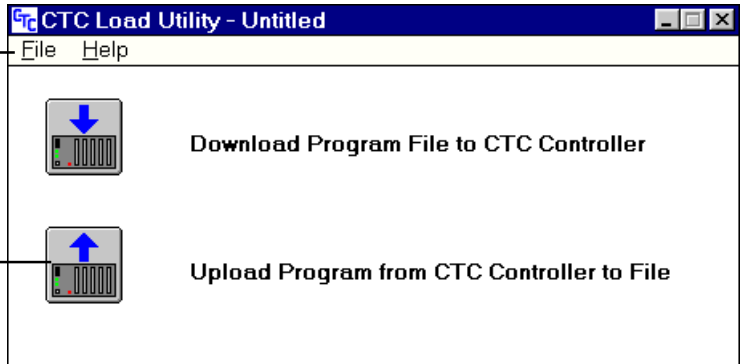 CTC CTC Load Utility - Untitled
File Help
Download Program File to CTC Controller
Upload Program from CTC Controller to File